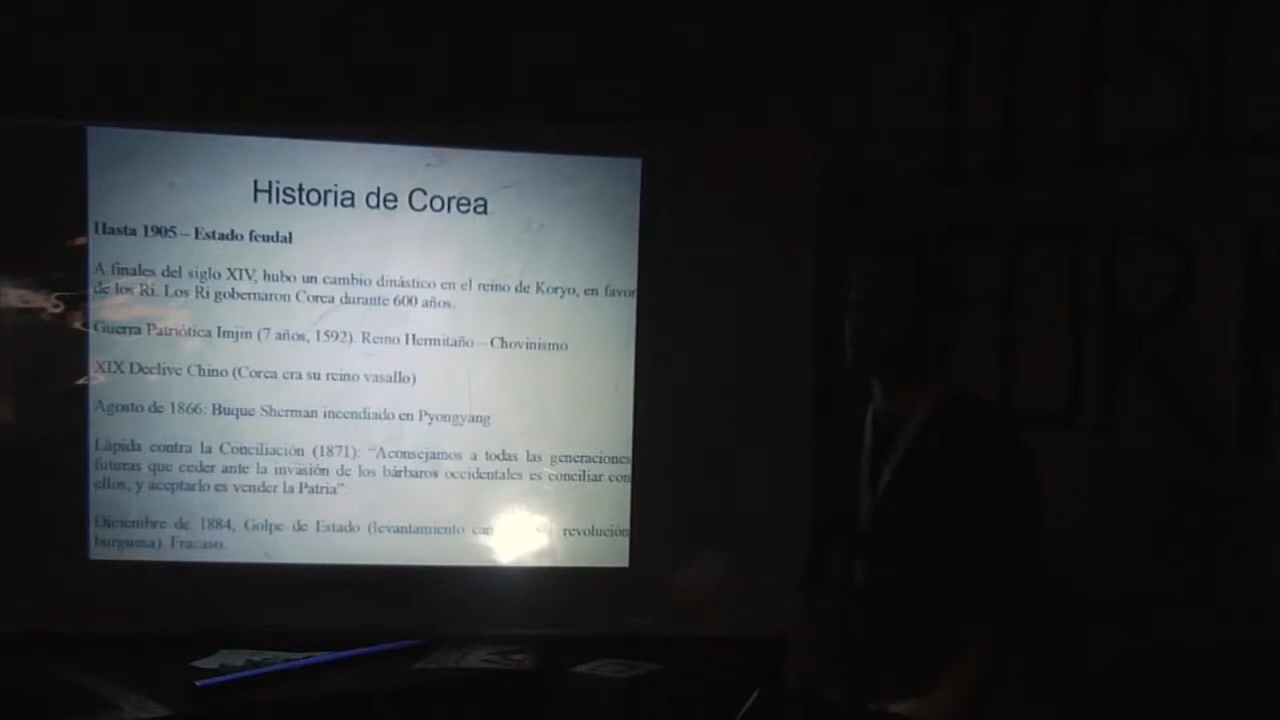 Historia de Corea
Hasta 1905 – Estado feudal
A finales del siglo XIV, hubo un cambio dinástico en el reino de Koryo, en favor
de los Ri. Los Ri gobernaron Corea durante 600 años.
Guerra Patriótica Imjin (7 años, 1592). Reino Hermitaño – Chovinismo
XIX Declive Chino (Corea era su reino vasallo)
Agosto de 1866: Buque Sherman incendiado en Pyongyang
Lápida contra la Conciliación (1871): “Aconsejamos a todas las generaciones
futuras que ceder ante la invasión de los bárbaros occidentales es conciliar con
ellos, y aceptarlo es vender la Patria”.
Diciembre de 1884, Golpe de Estado (levantamiento revolución
burguesa). Fracaso.